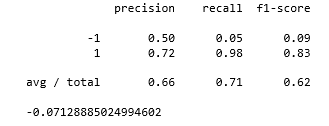 precision recall f1-score
-1 0.50 0.05 0.09
1 0.72 0.98 0.83
avg / total 0.66 0.71 0.62
-0.07128885024994602